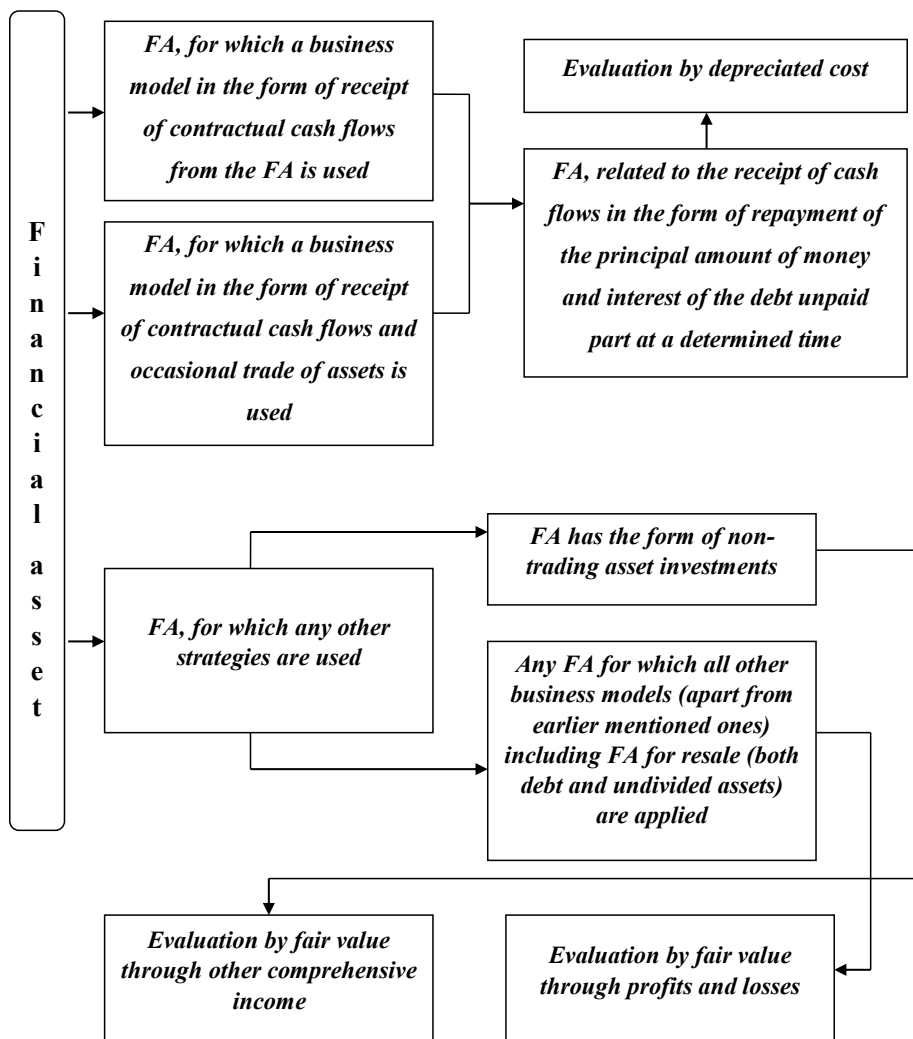 Financial asset
FA, for which a business
model in the form of receipt
of contractual cash flows
from the FA is used
FA, for which a business
model in the form of receipt
of contractual cash flows and
occasional trade of assets is
used
Evaluation by depreciated cost
FA, related to the receipt of cash
flows in the form of repayment of
the principal amount of money
and interest of the debt unpaid
part at a determined time
FA, for which any other
strategies are used
FA has the form of non-
trading asset investments
Any FA for which all other
business models (apart from
earlier mentioned ones)
including FA for resale (both
debt and undivided assets)
are applied
Evaluation by fair value
through other comprehensive
income
Evaluation by fair value
through profits and losses